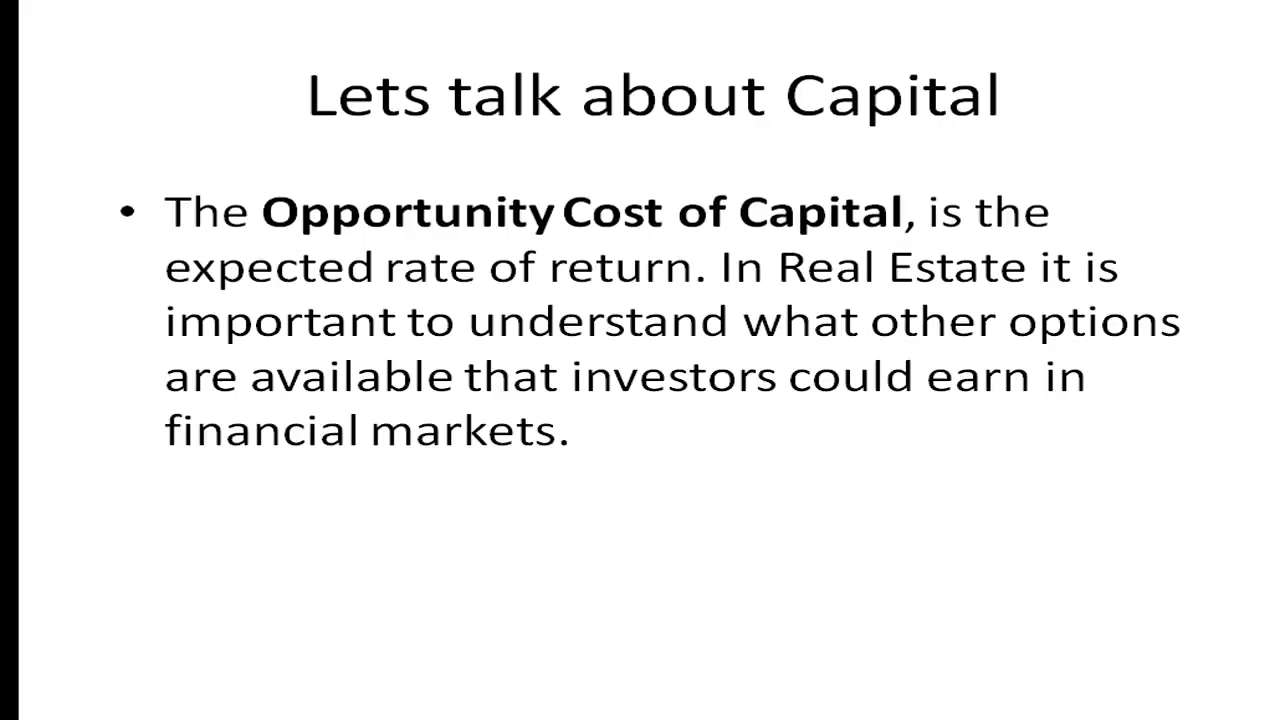 Lets talk about Capital
• The Opportunity Cost of Capital, is the
expected rate of return. In Real Estate it is
important to understand what other options
are available that investors could earn in
financial markets.